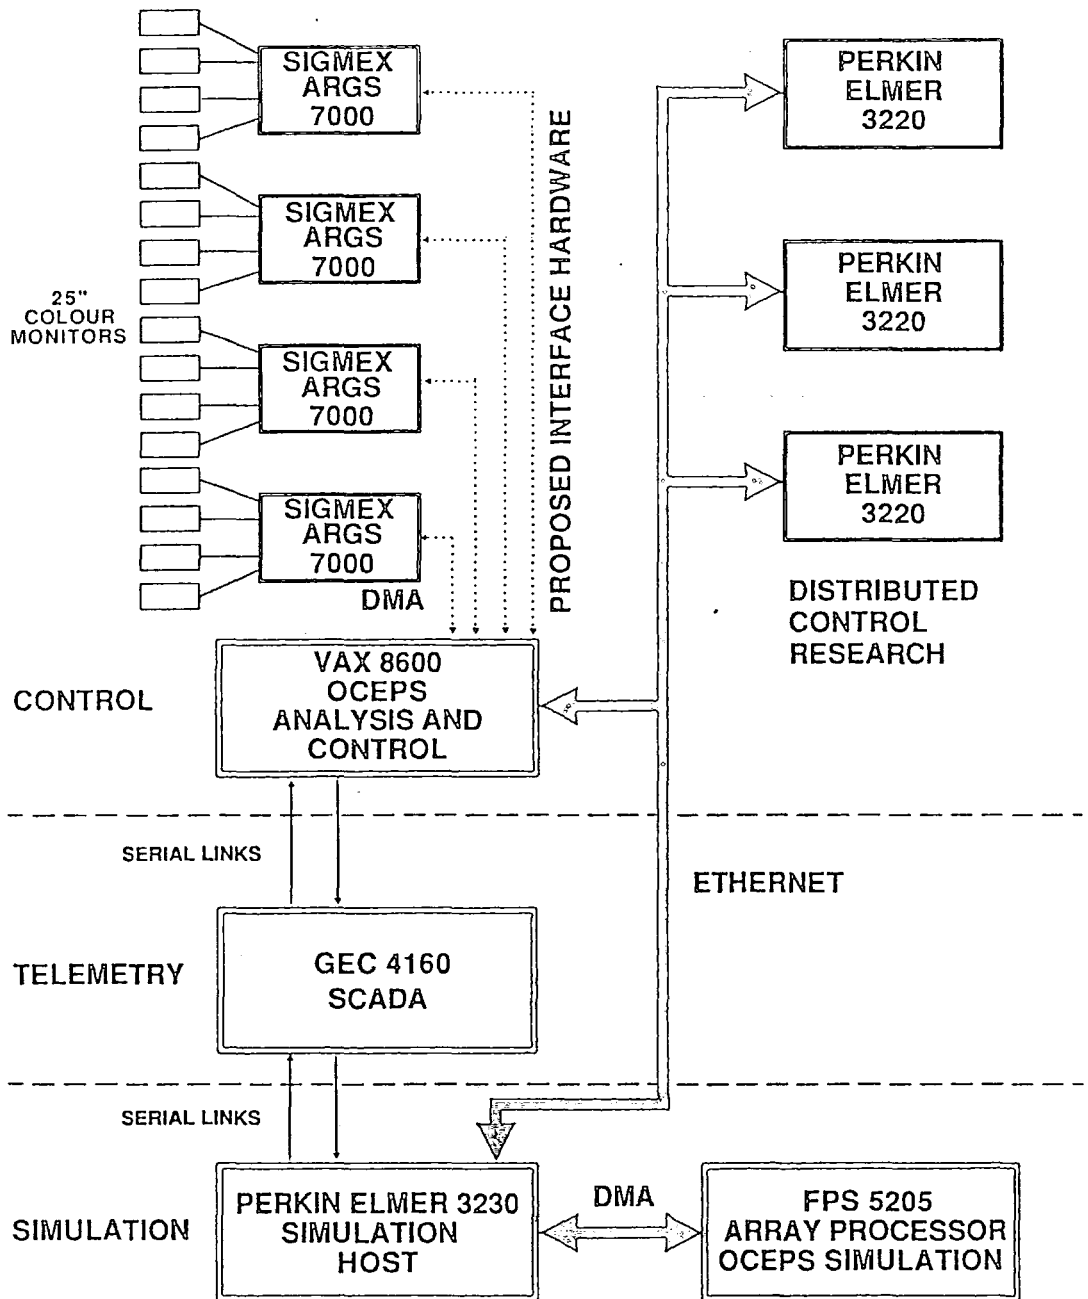 SIGMEX
ARGS
7000
SIGMEX
ARGS
7000
25"
COLOUR
MONITORS
SIGMEX
ARGS
7000
SIGMEX
ARGS
7000
DMA
PROPOSED INTERFACE HARDWARE
PERKIN
ELMER
3220
PERKIN
ELMER
3220
PERKIN
ELMER
3220
DISTRIBUTED
CONTROL
RESEARCH
CONTROL
VAX 8600
OCEPS
ANALYSIS AND
CONTROL
SERIAL LINKS
ETHERNET
TELEMETRY
GEC 4160
SCADA
SERIAL LINKS
SIMULATION
PERKIN ELMER 3230
SIMULATION
HOST
DMA
FPS 5205
ARRAY PROCESSOR
OCEPS SIMULATION